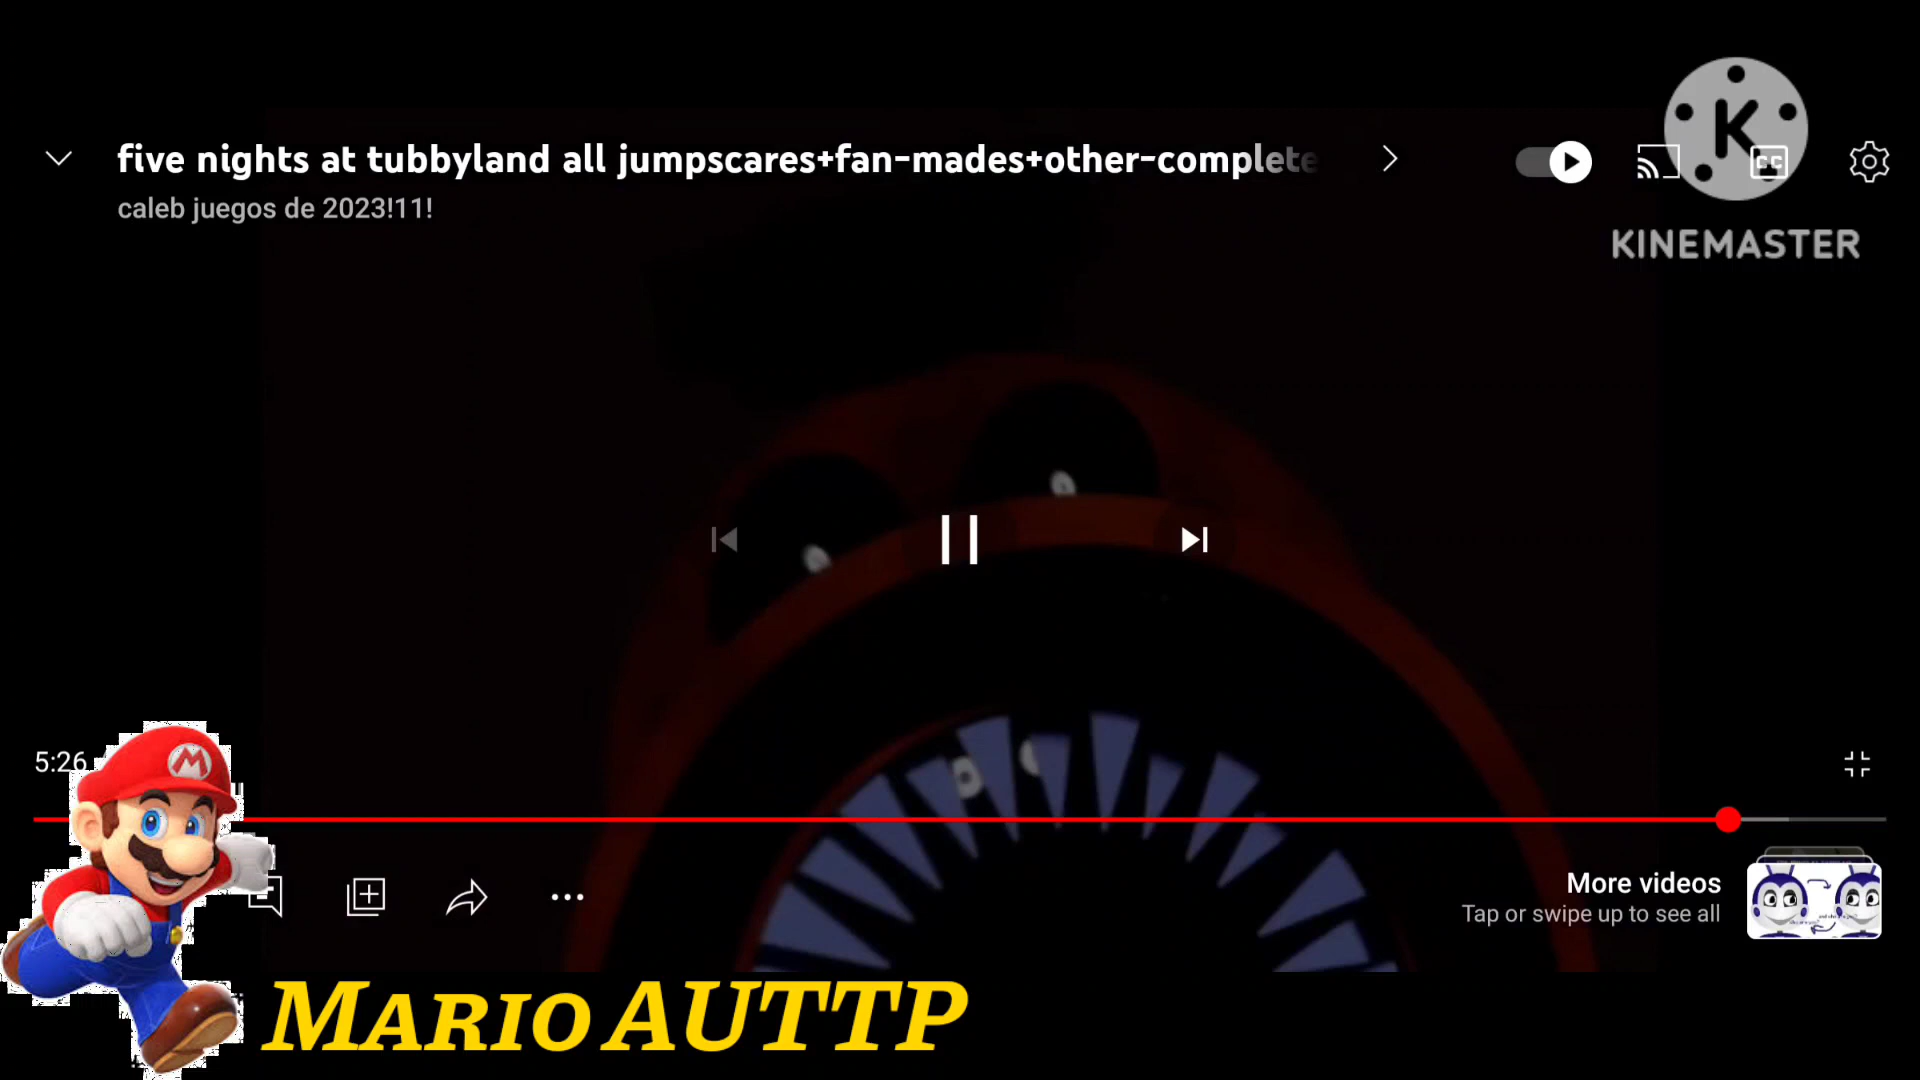 five nights at tubbyland all jumpscares+fan-mades+other-complete
caleb juegos de 2023!11!
K
CC
KINEMASTER
5:26
M
More videos
Tap or swipe up to see all
MARIO AUTTP